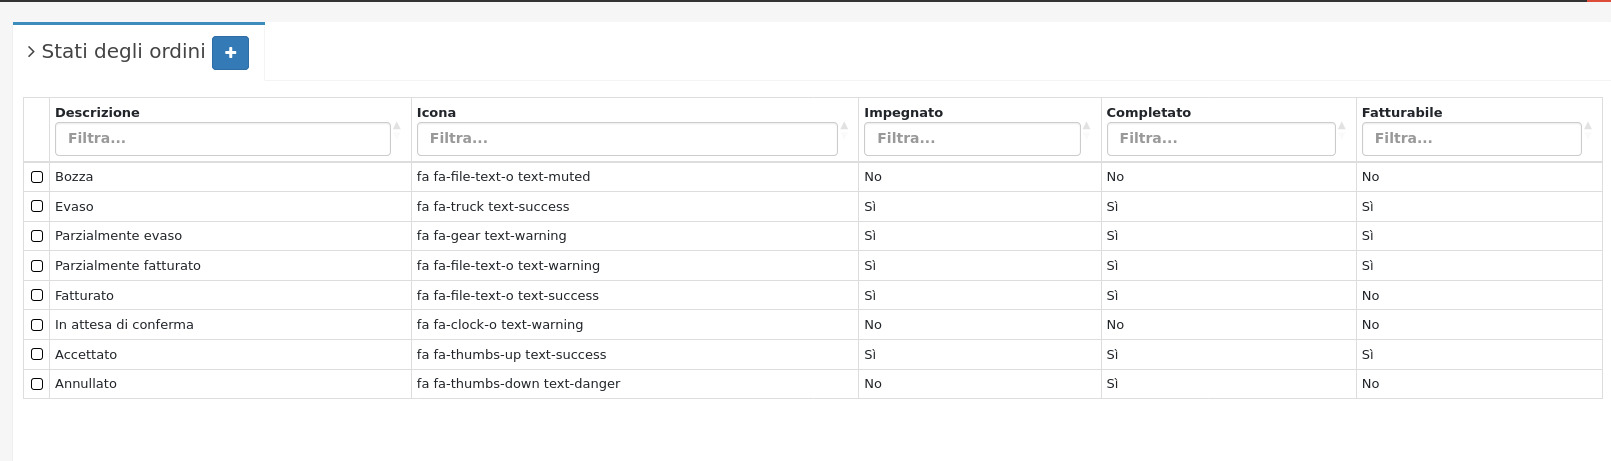 Stati degli ordini
Descrizione Icona Impegnato Completato Fatturabile
Filtra... Filtra... Filtra... Filtra... Filtra...
Bozza fa fa-file-text-o text-muted No No No
Evaso fa fa-truck text-success Sì Sì Sì
Parzialmente evaso fa fa-gear text-warning Sì Sì Sì
Parzialmente fatturato fa fa-file-text-o text-warning Sì Sì Sì
Fatturato fa fa-file-text-o text-success Sì Sì No
In attesa di conferma fa fa-clock-o text-warning No No No
Accettato fa fa-thumbs-up text-success Sì Sì Sì
Annullato fa fa-thumbs-down text-danger No Sì No